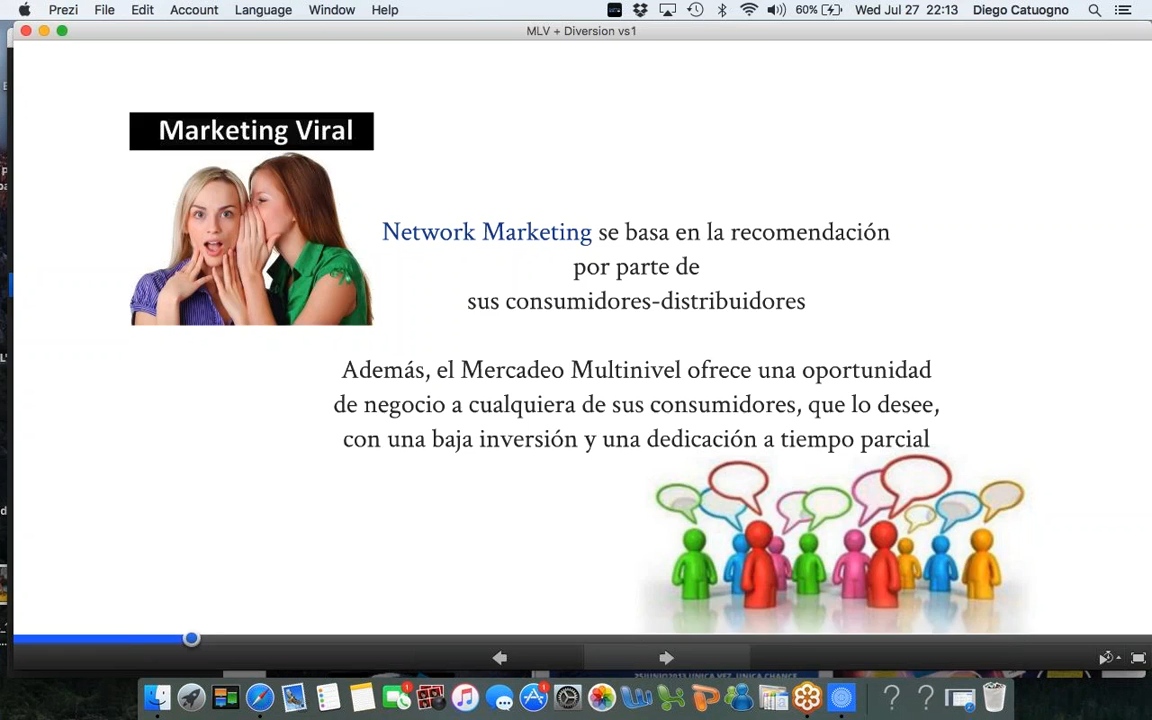 Prezi File Edit View Account Language Window Help 60% Wed Jul 27 22:13 Diego Catuogno
MLV + Diversion vs1
Marketing Viral
Network Marketing se basa en la recomendación
por parte de
sus consumidores-distribuidores
Además, el Mercadeo Multinivel ofrece una oportunidad
de negocio a cualquiera de sus consumidores, que lo desee,
con una baja inversión y una dedicación a tiempo parcial